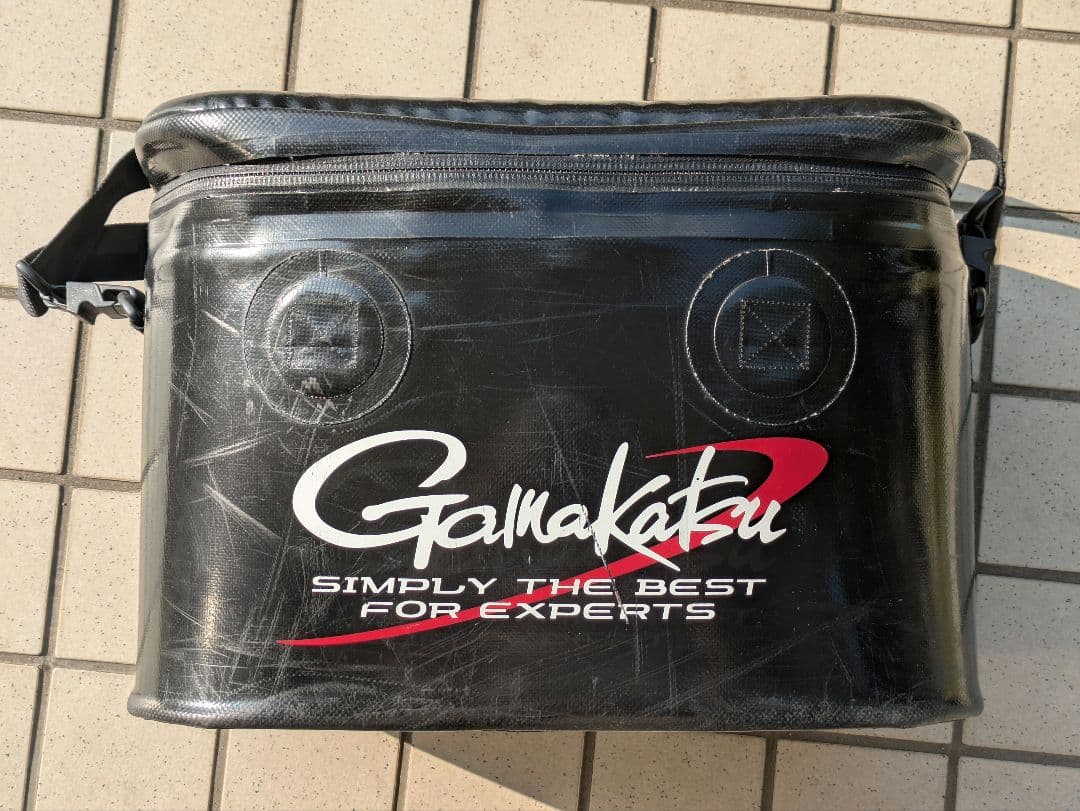 Gamakatsu
SIMPLY THE BEST
FOR EXPERTS